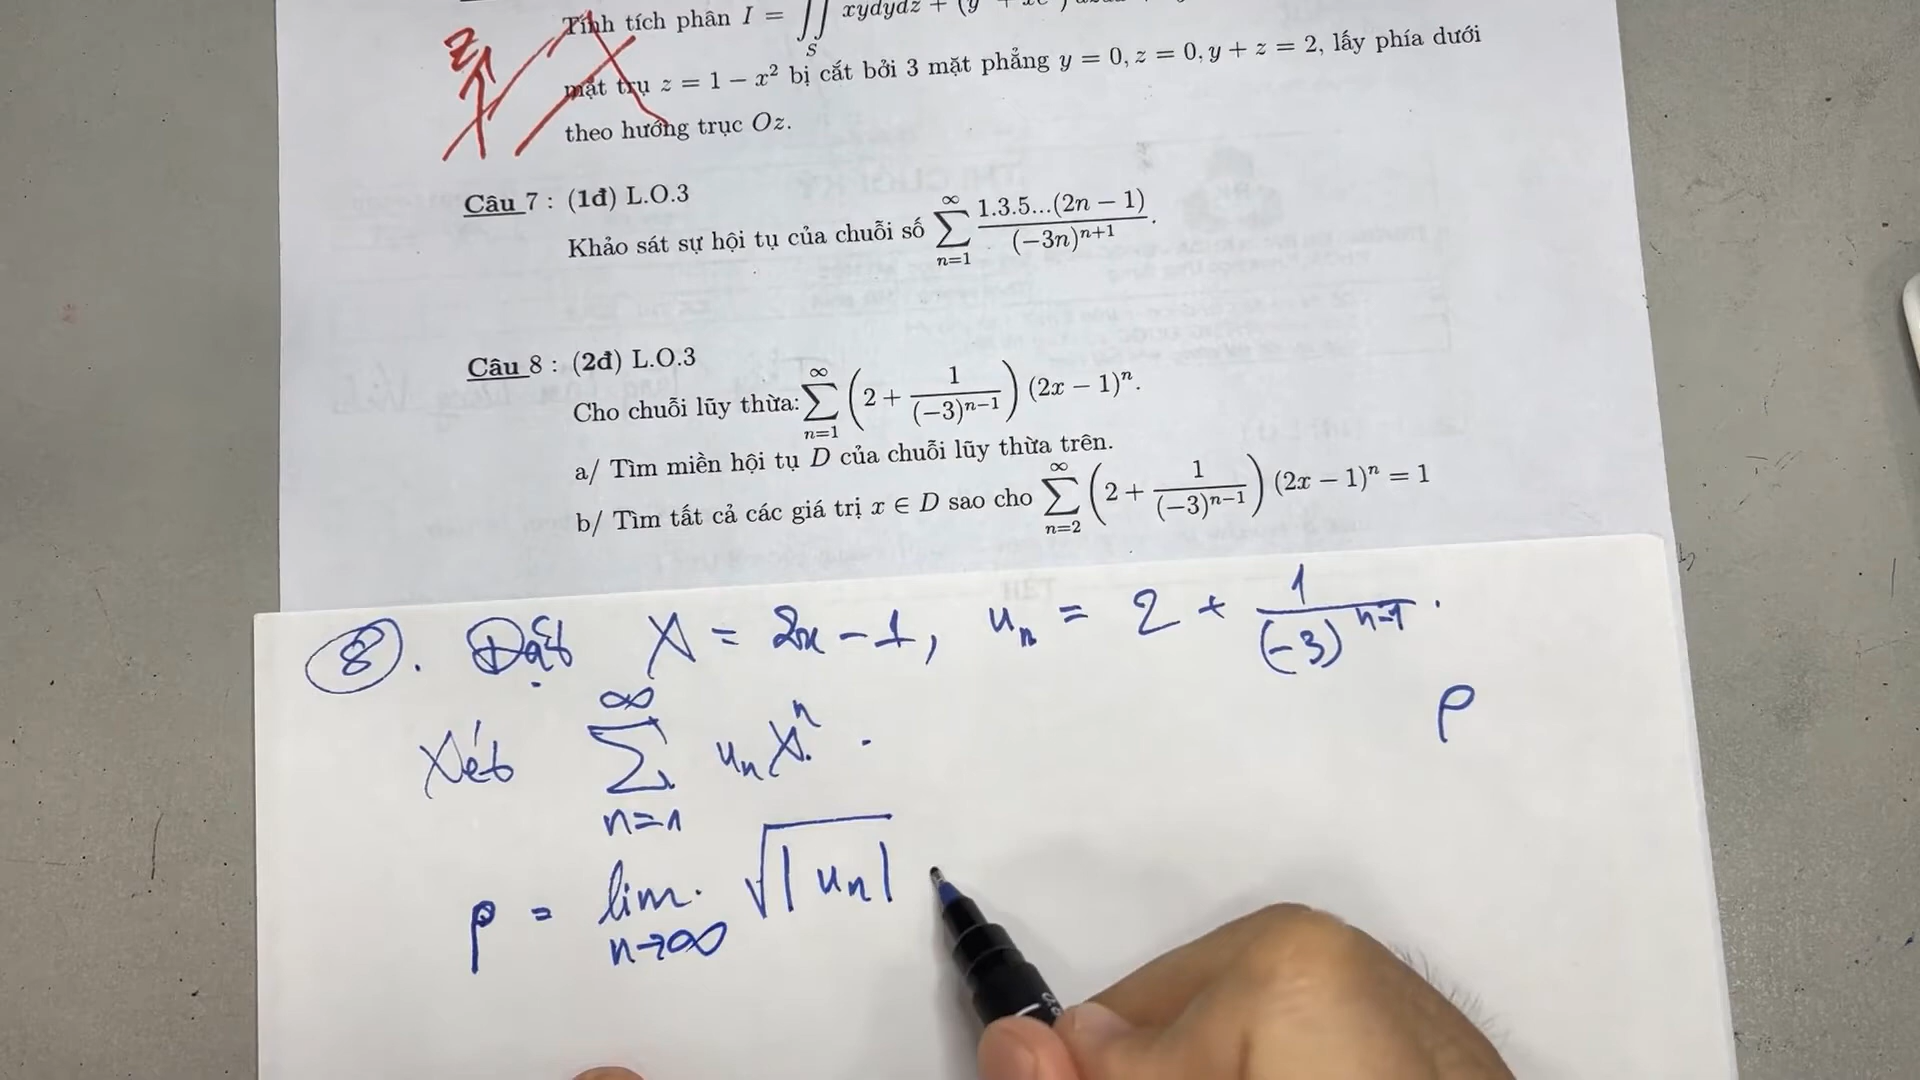 Tính tích phân I = ∬_S xydydz +
mặt trụ z = 1 − x² bị cắt bởi 3 mặt phẳng y = 0, z = 0, y + z = 2, lấy phía dưới
theo hướng trục Oz.
Câu 7 : (1đ) L.O.3
Khảo sát sự hội tụ của chuỗi số ∑_{n=1}^{∞} \frac{1.3.5...(2n − 1)}{(−3n)^{n+1}}.
Câu 8 : (2đ) L.O.3
Cho chuỗi lũy thừa: ∑_{n=1}^{∞} (2 + \frac{1}{(−3)^{n−1}}) (2x − 1)^n.
a/ Tìm miền hội tụ D của chuỗi lũy thừa trên.
b/ Tìm tất cả các giá trị x ∈ D sao cho ∑_{n=2}^{∞} (2 + \frac{1}{(−3)^{n−1}}) (2x − 1)^n = 1
8. Đặt X = 2x − 1, u_n = 2 + \frac{1}{(−3)^{n−1}}.
ρ
Xét ∑_{n=1}^{∞} u_n X^n.
ρ = lim_{n→∞} √|u_n|